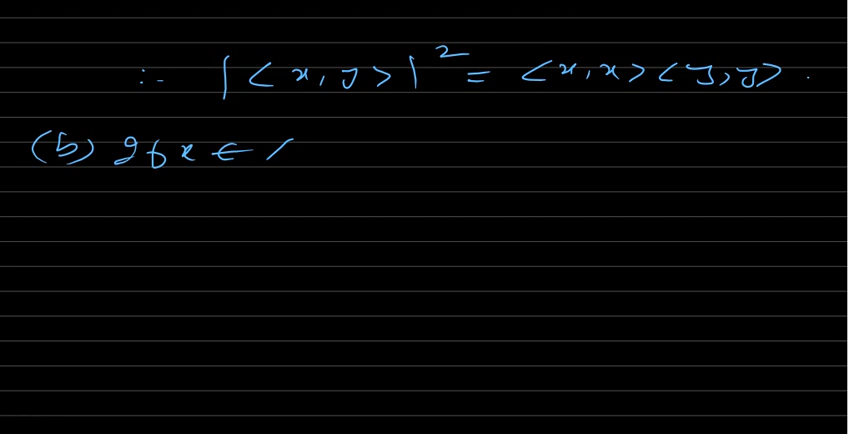 ∴ |<x, y>|² = <x, x> <y, y>.
(b) If x ∈